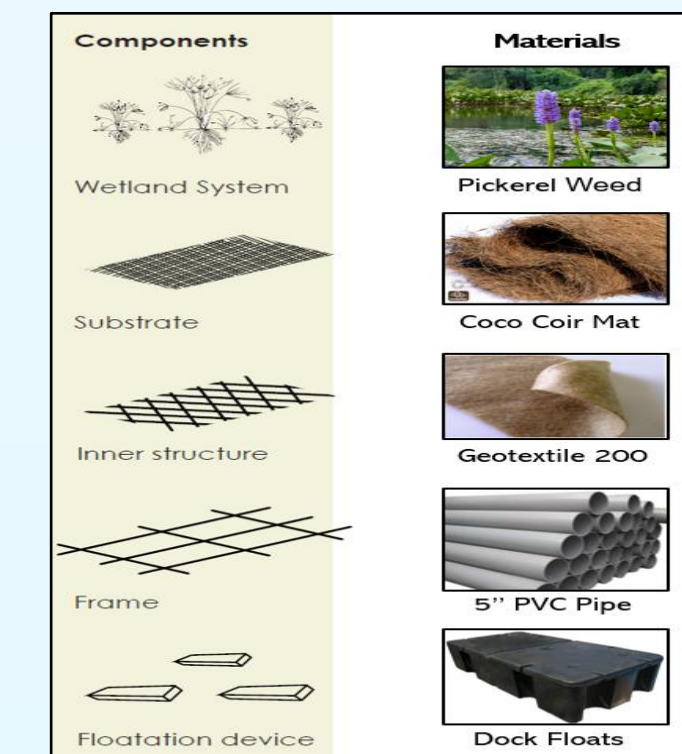 Components Materials
Wetland System Pickerel Weed
Substrate Coco Coir Mat
Inner structure Geotextile 200
Frame 5’’ PVC Pipe
Floatation device Dock Floats